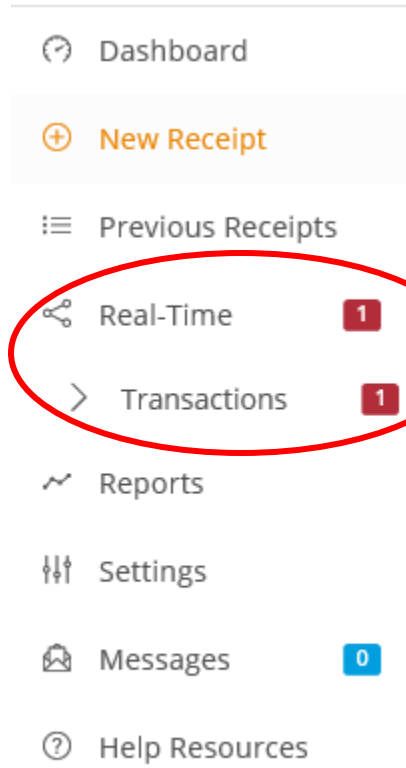 Dashboard
New Receipt
Previous Receipts
Real-Time 1
Transactions 1
Reports
Settings
Messages 0
Help Resources